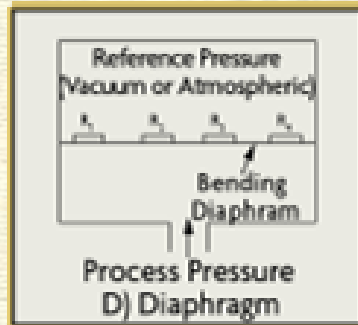 Reference Pressure
(Vacuum or Atmospheric)
Bending
Diaphram
Process Pressure
D) Diaphragm